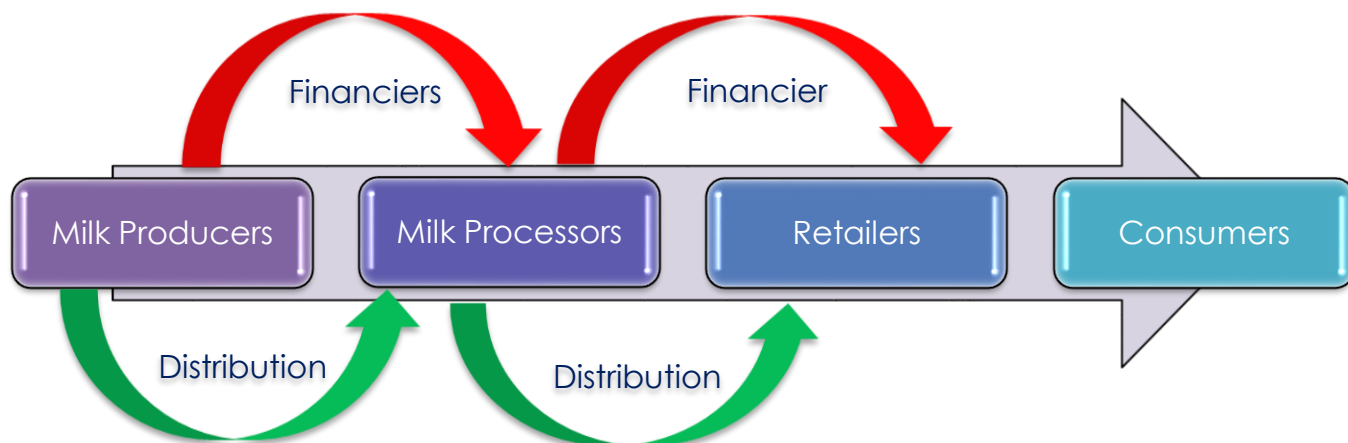 Financiers
Financier
Milk Producers
Milk Processors
Retailers
Consumers
Distribution
Distribution